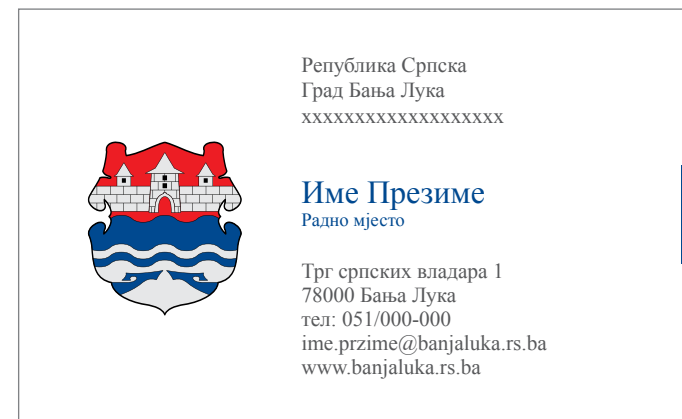 Република Српска
Град Бања Лука
xxxxxxxxxxxxxxxxxxx
Име Презиме
Радно мјесто
Трг српских владара 1
78000 Бања Лука
тел: 051/000-000
ime.przime@banjaluka.rs.ba
www.banjaluka.rs.ba